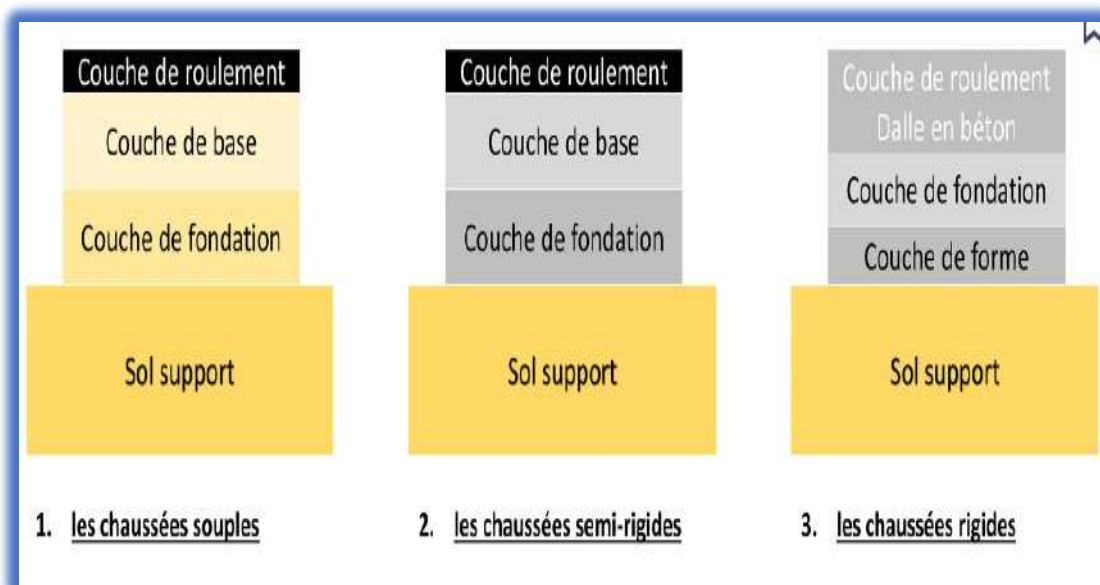 Couche de roulement
Couche de base
Couche de fondation
Sol support
1. les chaussées souples
Couche de roulement
Couche de base
Couche de fondation
Sol support
2. les chaussées semi-rigides
Couche de roulement
Dalle en béton
Couche de fondation
Couche de forme
Sol support
3. les chaussées rigides